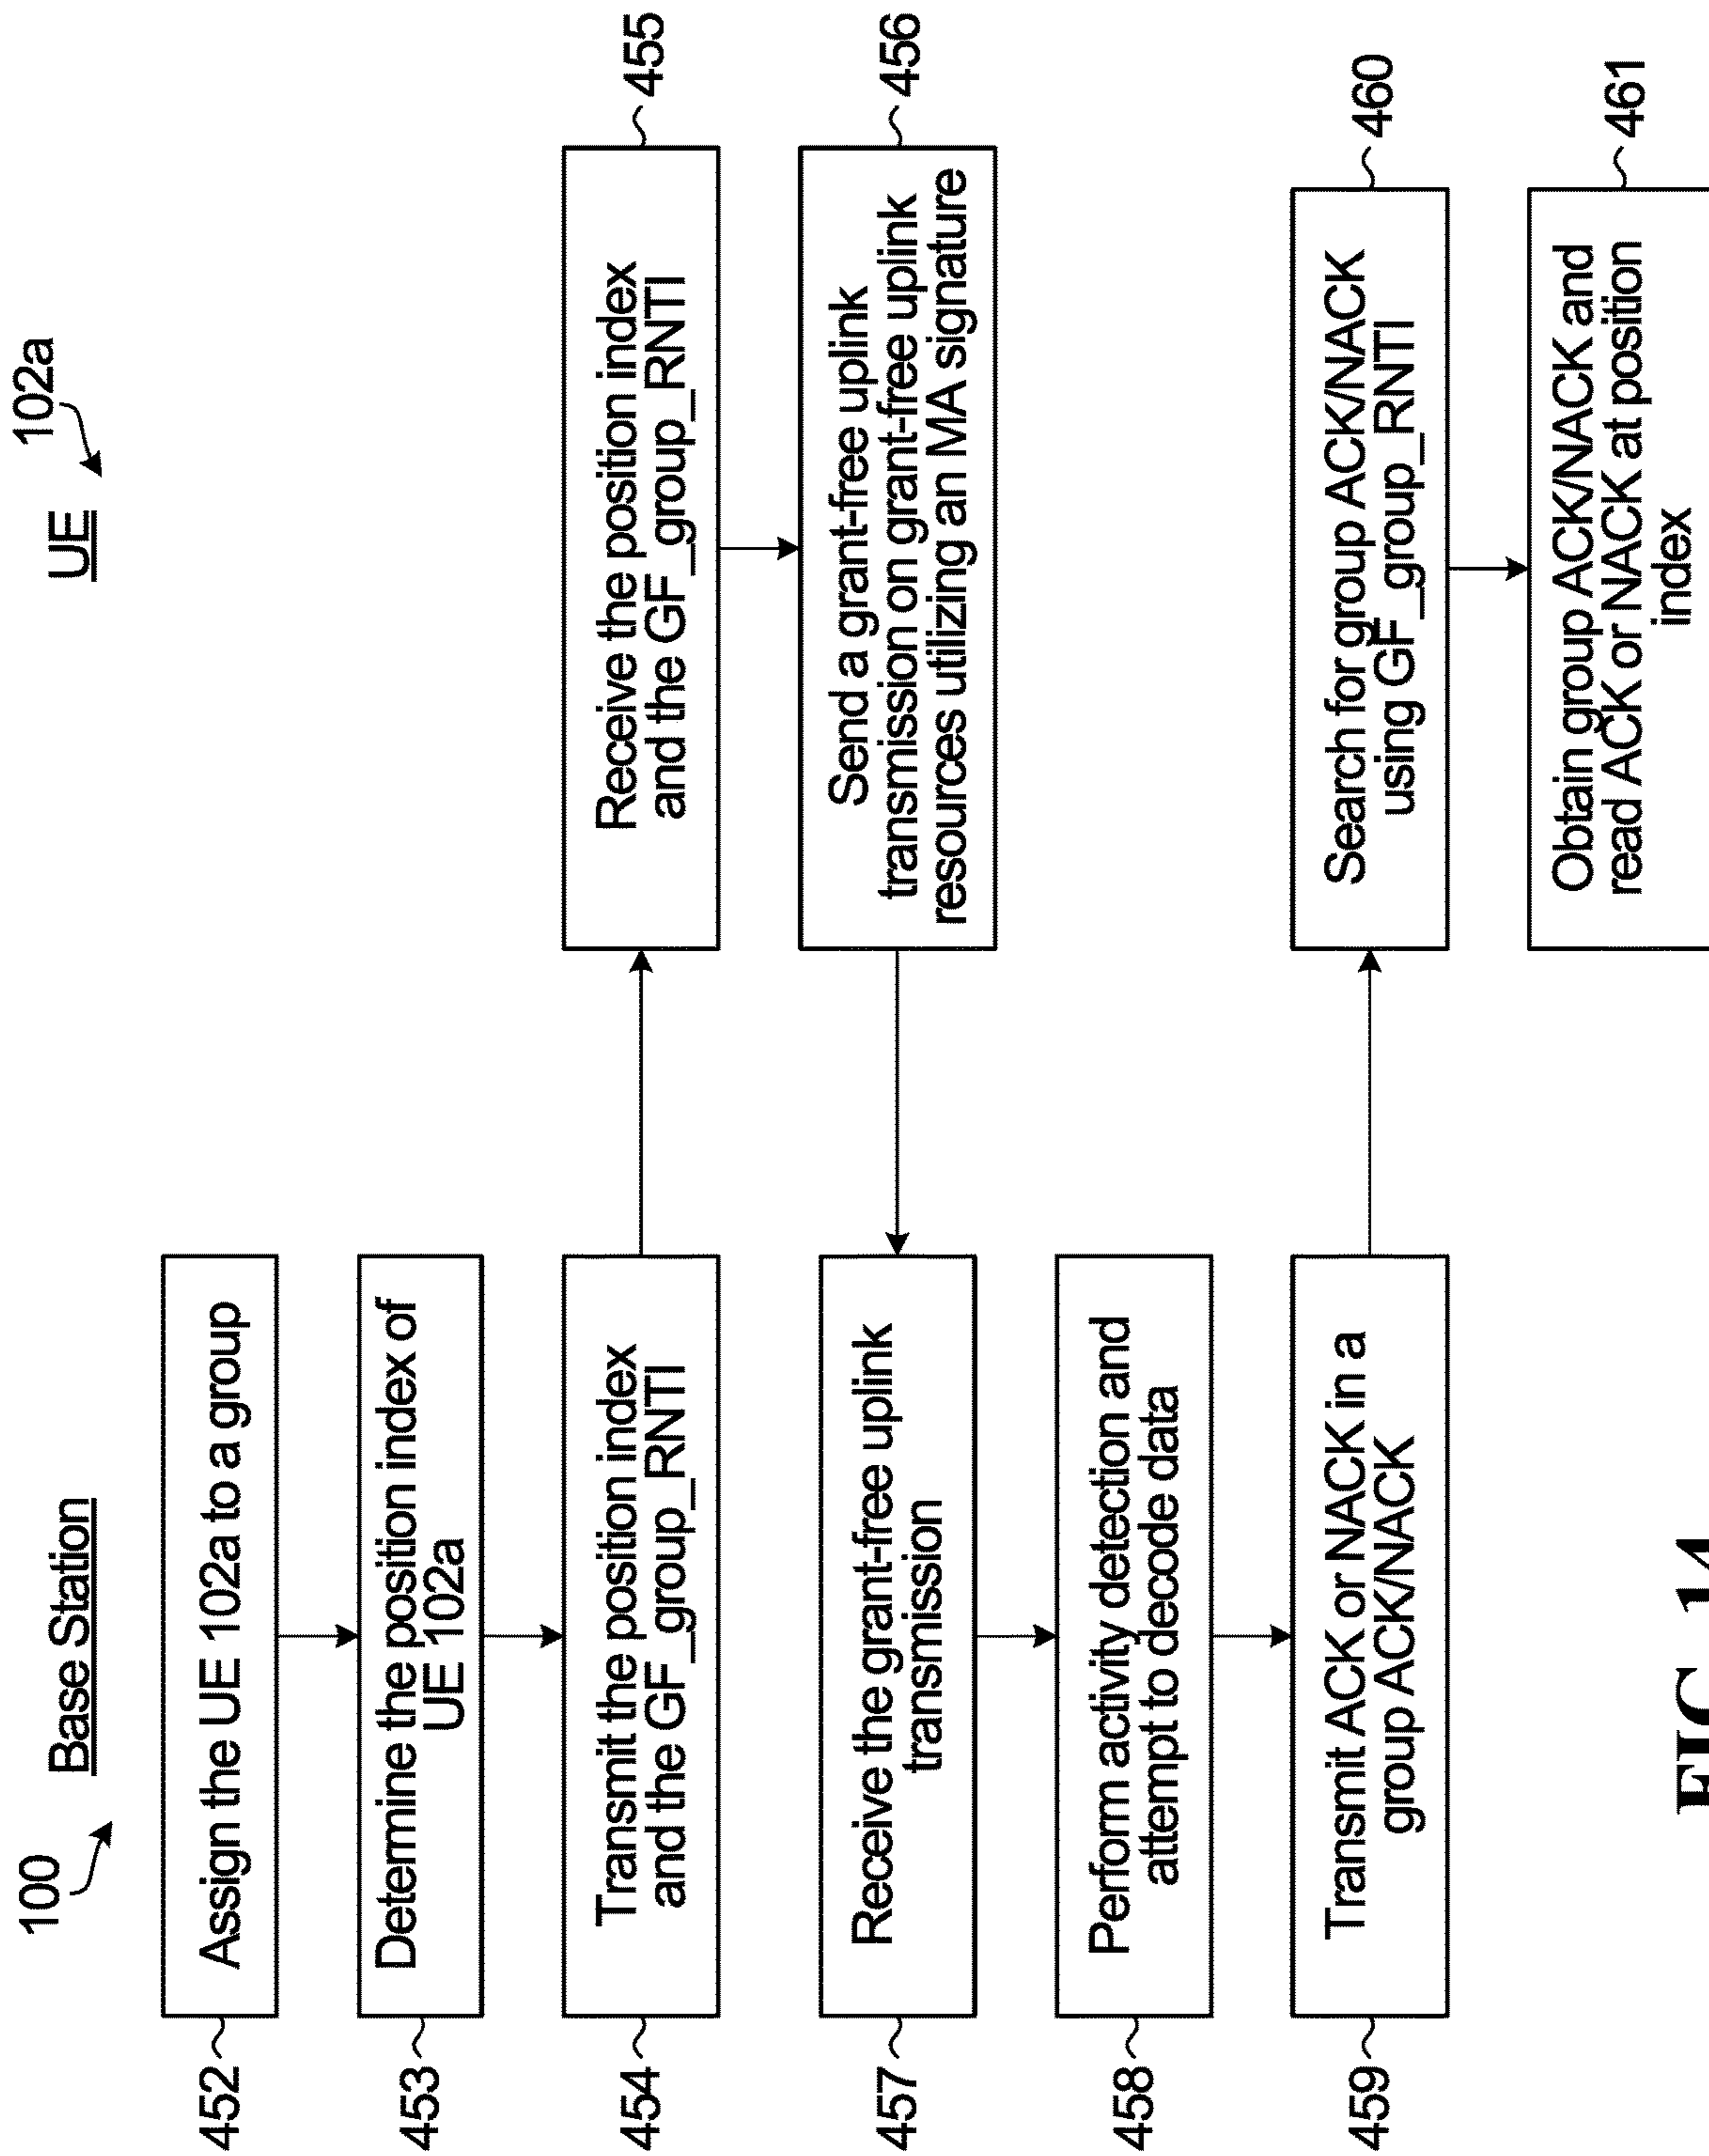 100
Base Station
UE
102a
452
Assign the UE 102a to a group
453
Determine the position index of
UE 102a
454
Transmit the position index
and the GF_group_RNTI
Receive the position index
and the GF_group_RNTI
455
Send a grant-free uplink
transmission on grant-free uplink
resources utilizing an MA signature
456
457
Receive the grant-free uplink
transmission
458
Perform activity detection and
attempt to decode data
459
Transmit ACK or NACK in a
group ACK/NACK
Search for group ACK/NACK
using GF_group_RNTI
460
Obtain group ACK/NACK and
read ACK or NACK at position
index
461
FIG. 14